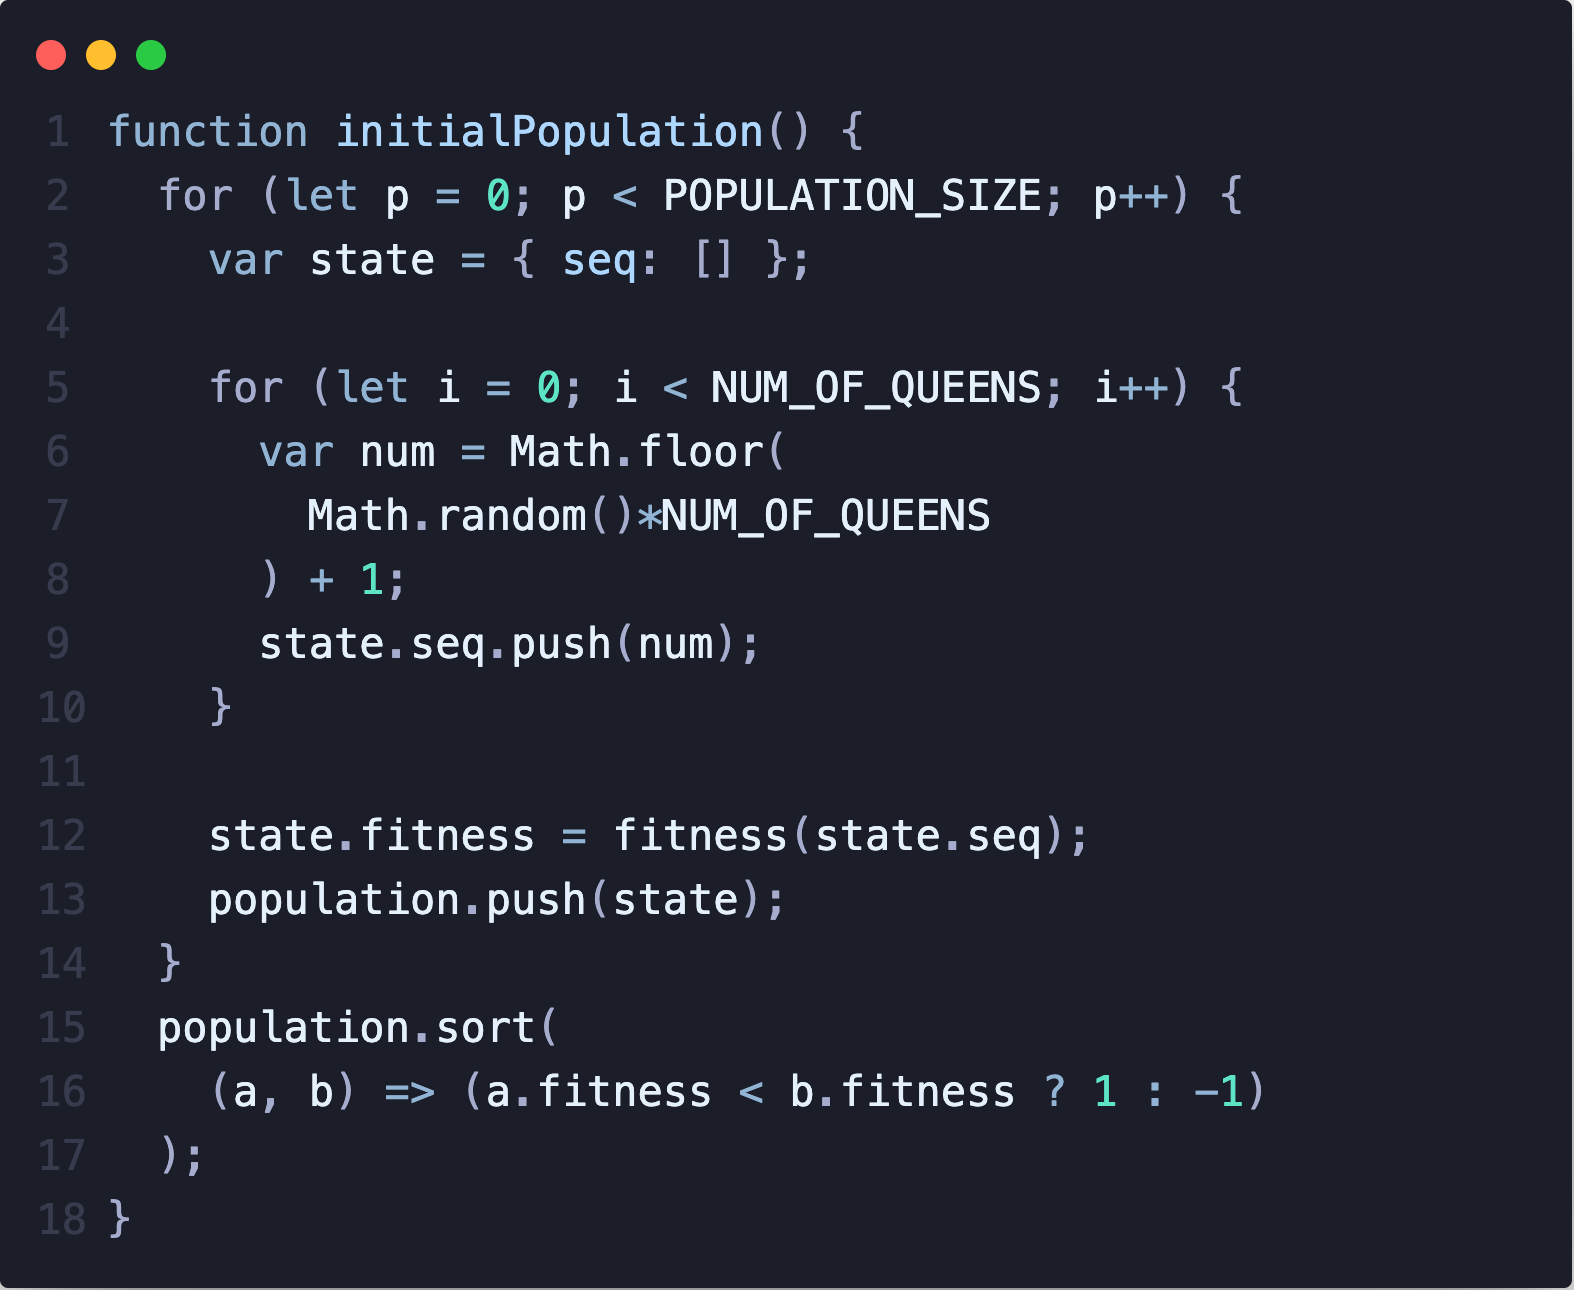 1 function initialPopulation() {
2   for (let p = 0; p < POPULATION_SIZE; p++) {
3     var state = { seq: [] };
4
5     for (let i = 0; i < NUM_OF_QUEENS; i++) {
6       var num = Math.floor(
7         Math.random()*NUM_OF_QUEENS
8       ) + 1;
9       state.seq.push(num);
10     }
11
12     state.fitness = fitness(state.seq);
13     population.push(state);
14   }
15   population.sort(
16     (a, b) => (a.fitness < b.fitness ? 1 : -1)
17   );
18 }